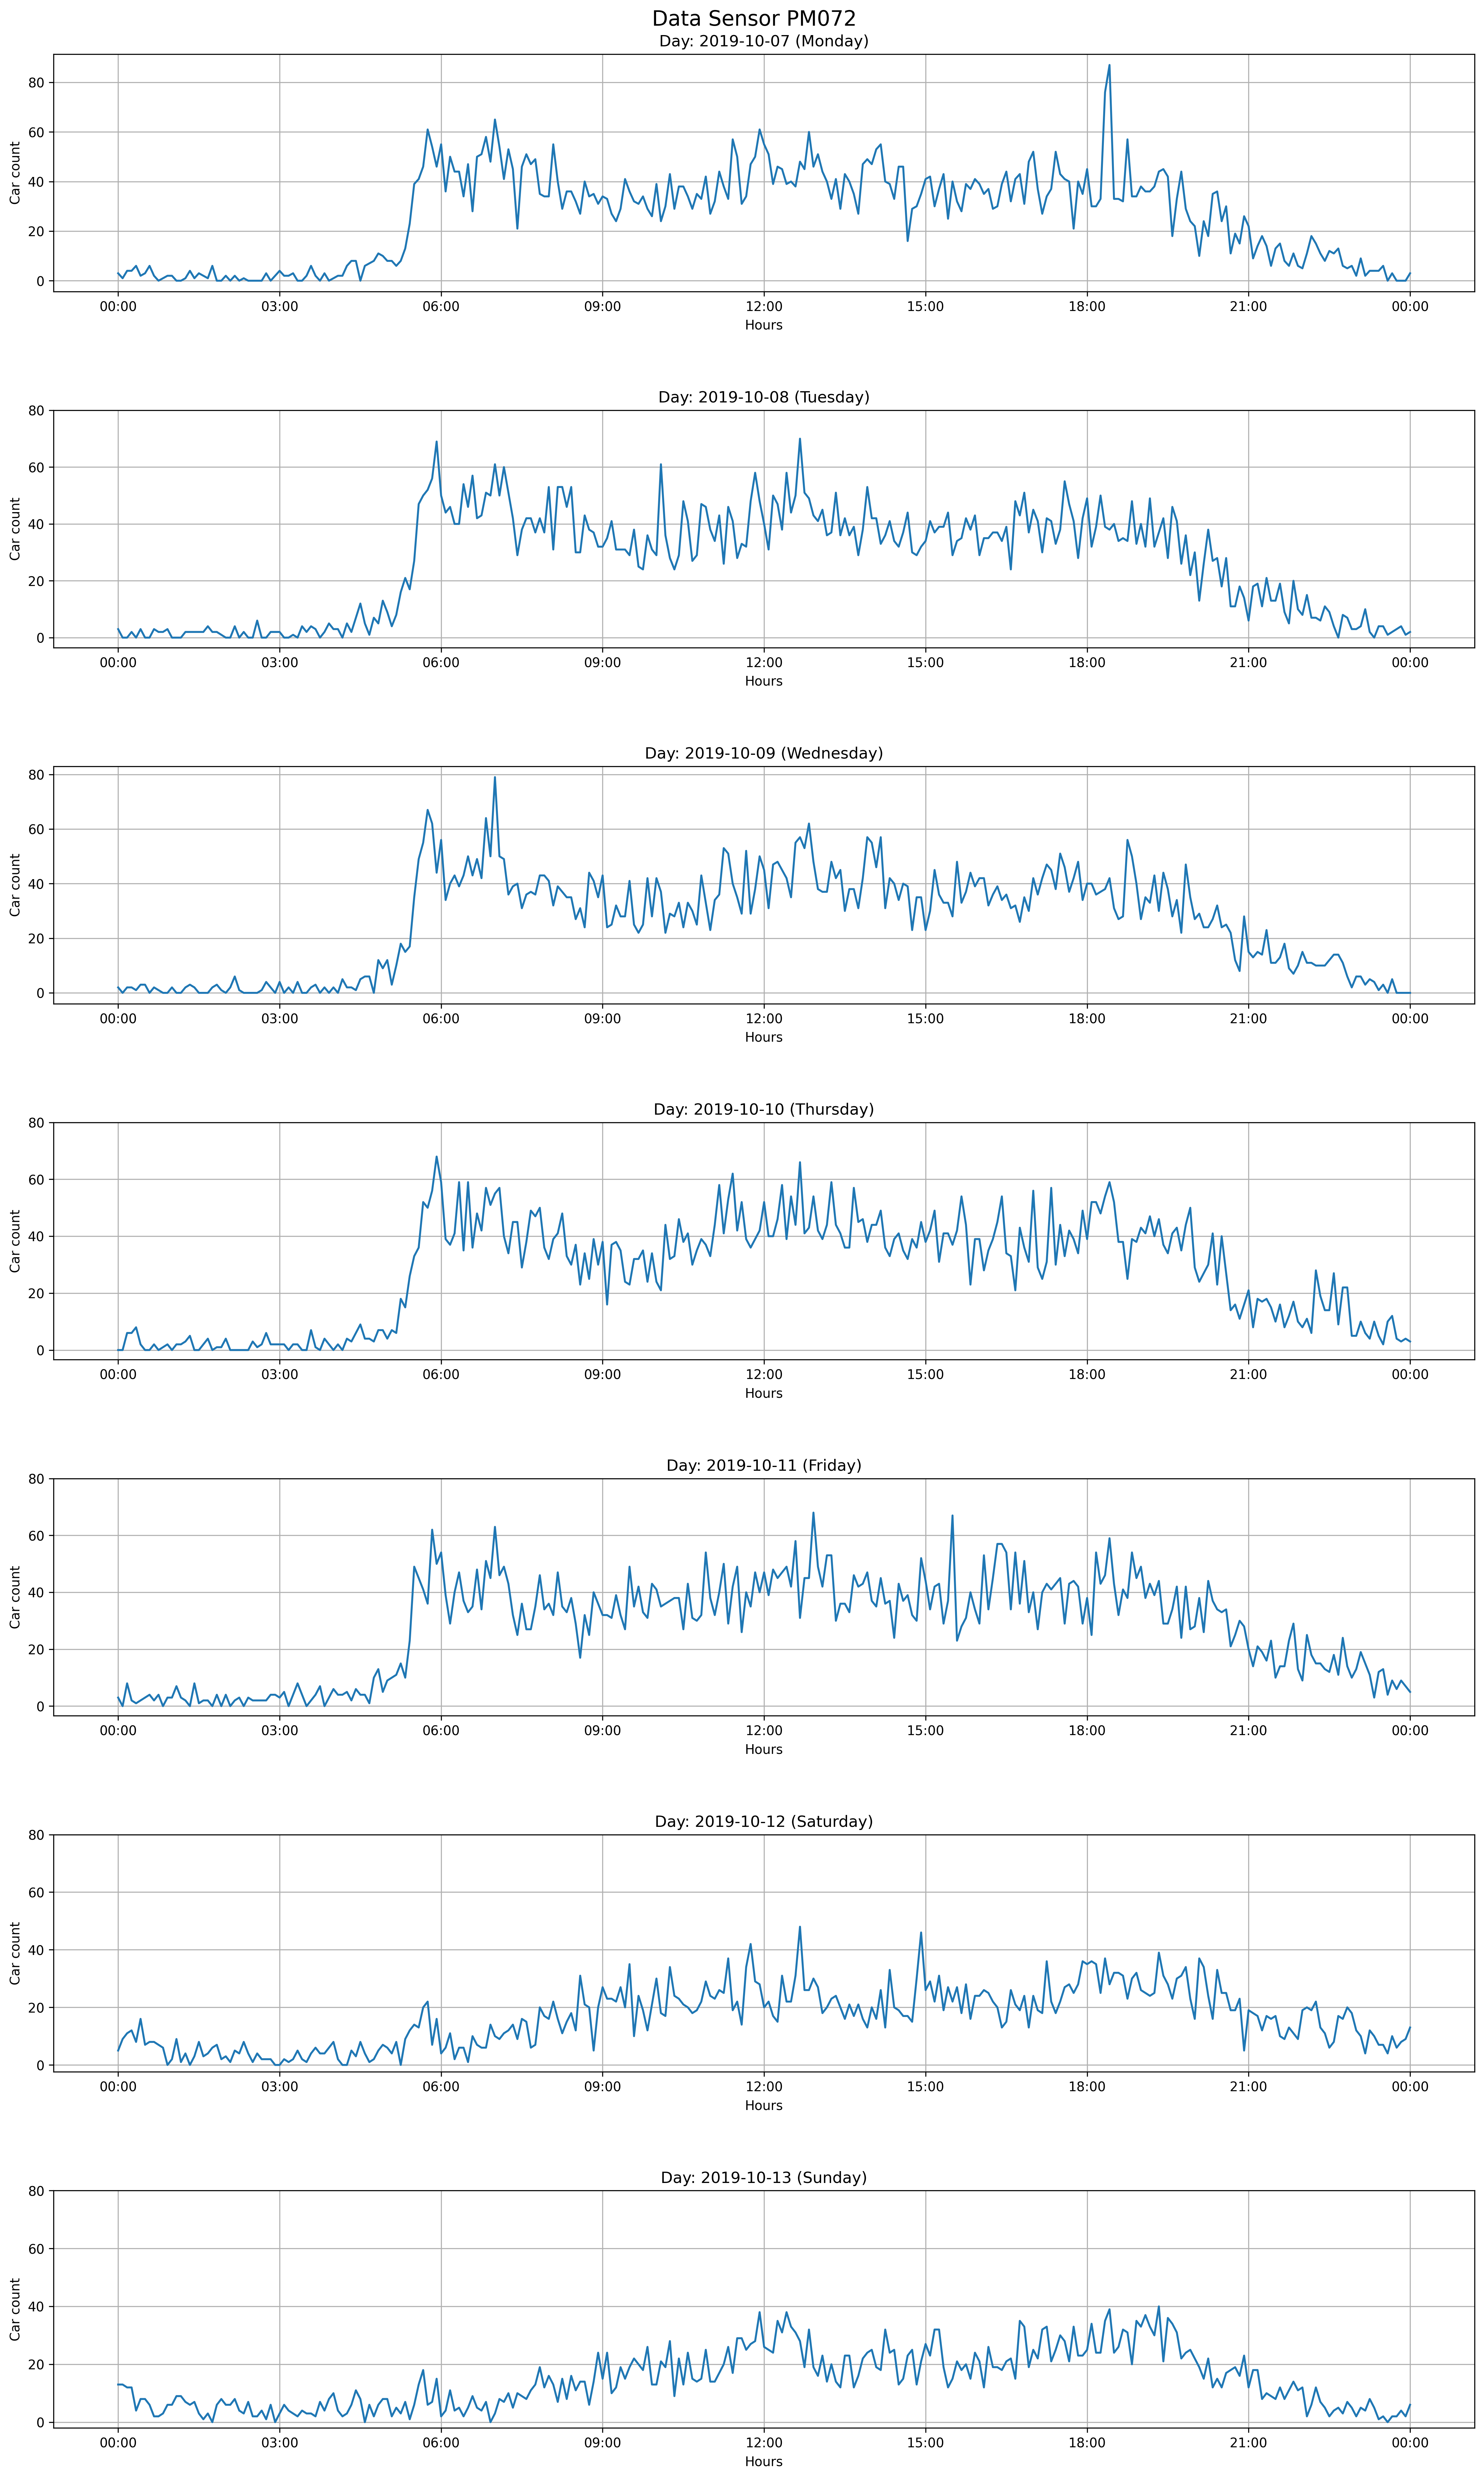 Data Sensor PM072
Day: 2019-10-07 (Monday)
80
60
40
20
0
Car count
00:00 03:00 06:00 09:00 12:00 15:00 18:00 21:00 00:00
Hours
Day: 2019-10-08 (Tuesday)
80
60
40
20
0
Car count
00:00 03:00 06:00 09:00 12:00 15:00 18:00 21:00 00:00
Hours
Day: 2019-10-09 (Wednesday)
80
60
40
20
0
Car count
00:00 03:00 06:00 09:00 12:00 15:00 18:00 21:00 00:00
Hours
Day: 2019-10-10 (Thursday)
80
60
40
20
0
Car count
00:00 03:00 06:00 09:00 12:00 15:00 18:00 21:00 00:00
Hours
Day: 2019-10-11 (Friday)
80
60
40
20
0
Car count
00:00 03:00 06:00 09:00 12:00 15:00 18:00 21:00 00:00
Hours
Day: 2019-10-12 (Saturday)
80
60
40
20
0
Car count
00:00 03:00 06:00 09:00 12:00 15:00 18:00 21:00 00:00
Hours
Day: 2019-10-13 (Sunday)
80
60
40
20
0
Car count
00:00 03:00 06:00 09:00 12:00 15:00 18:00 21:00 00:00
Hours